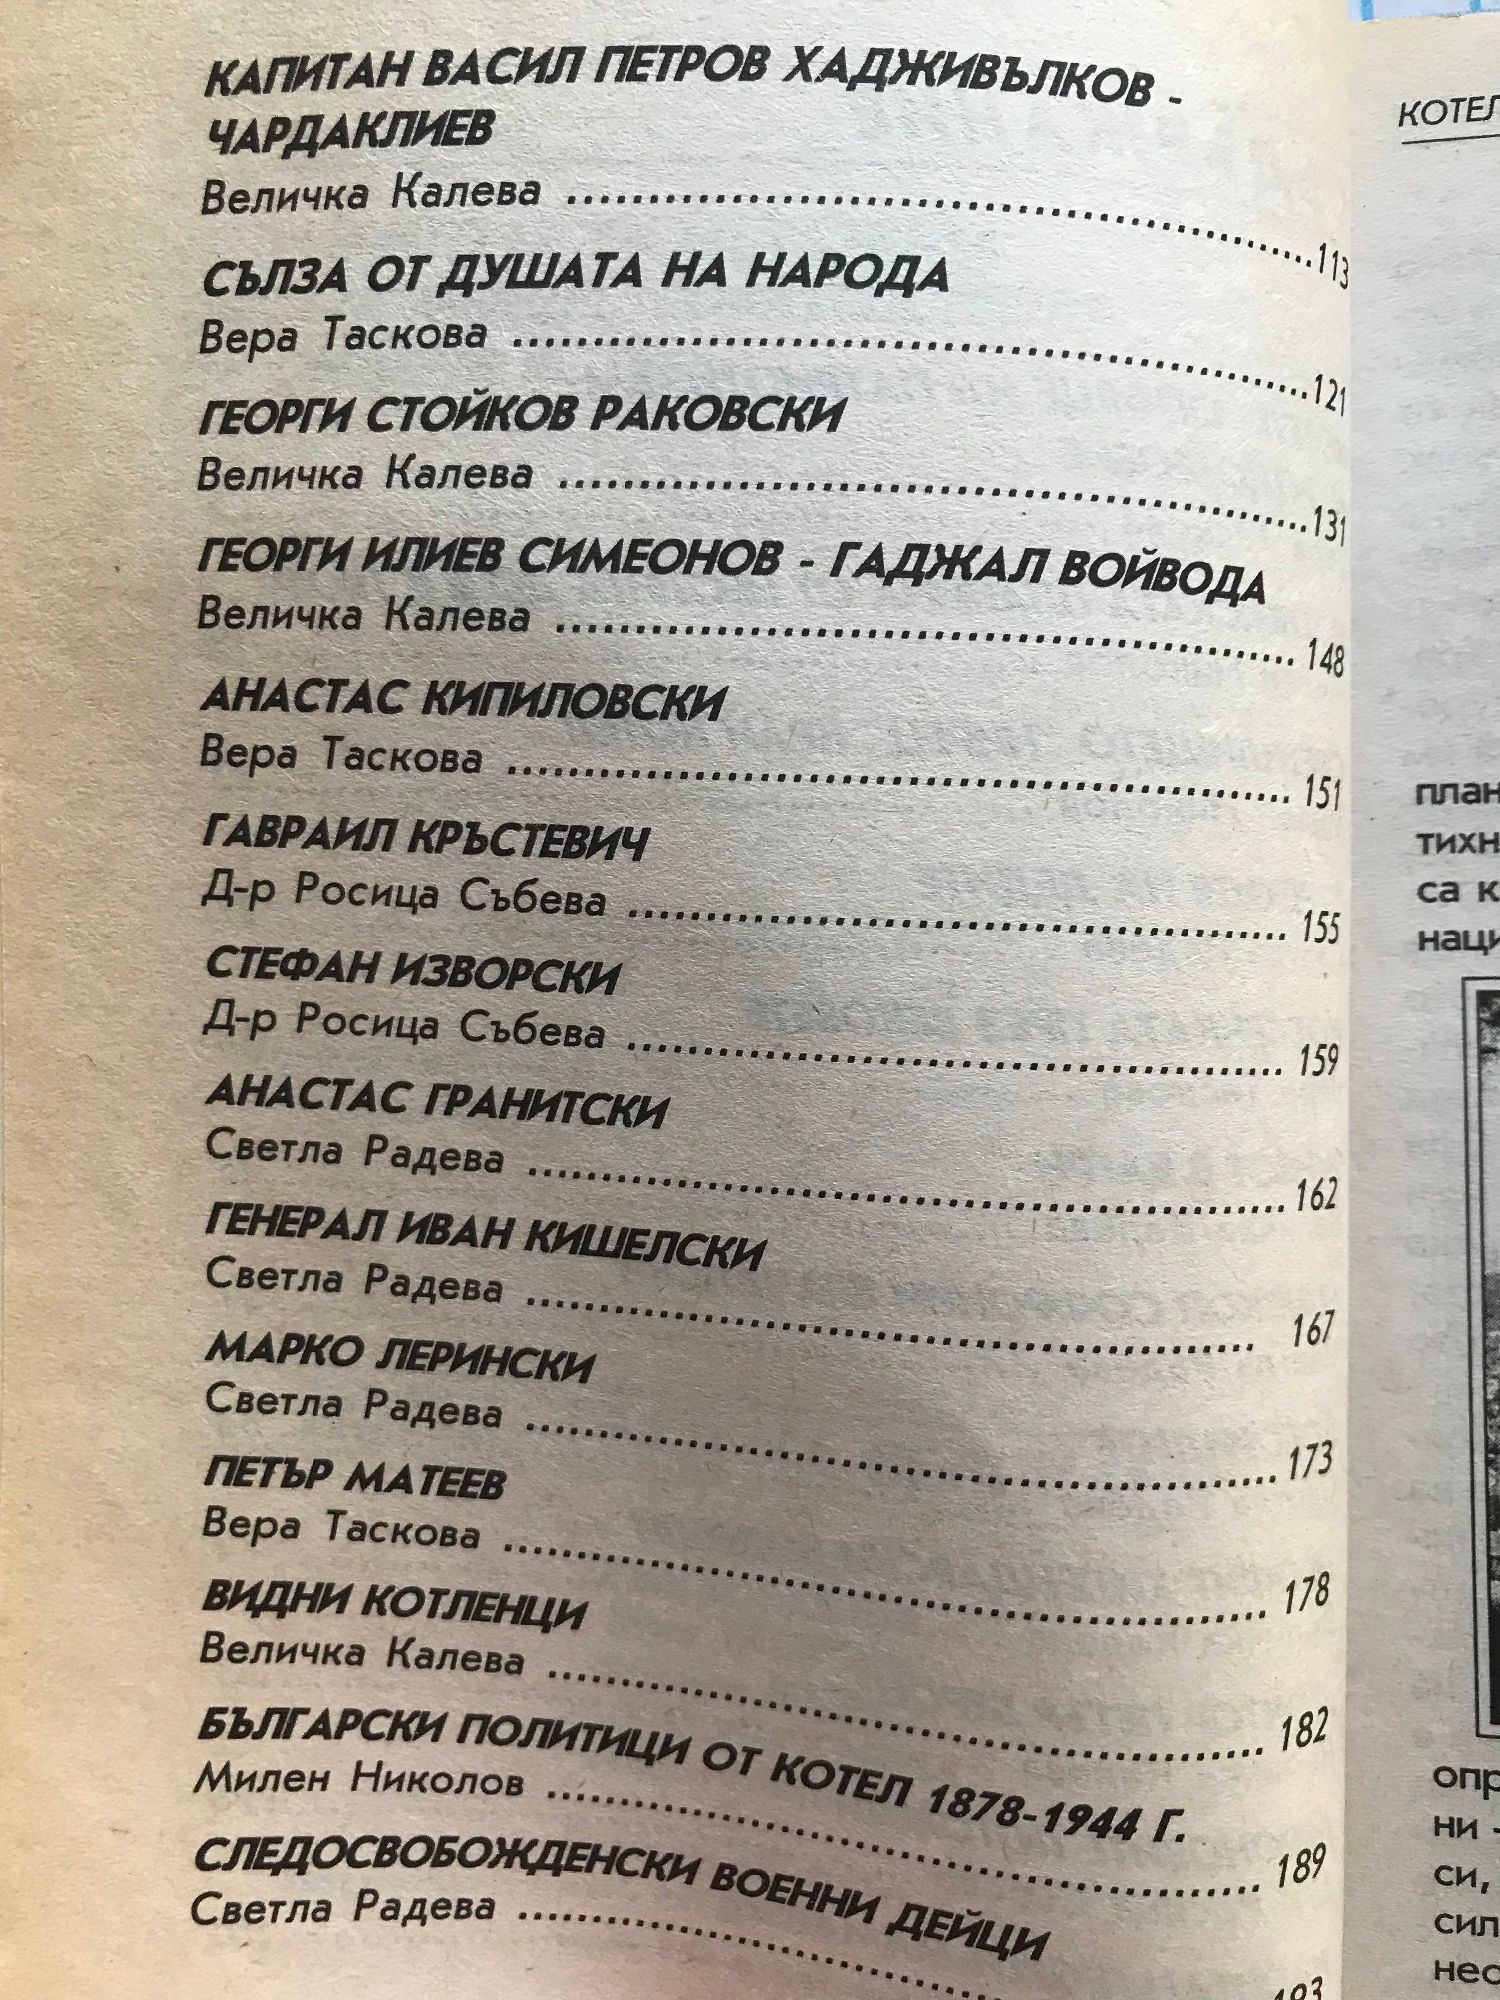 КАПИТАН ВАСИЛ ПЕТРОВ ХАДЖИВЪЛКОВ -
ЧАРДАКЛИЕВ
Величка Калева ........................................113
СЪЛЗА ОТ ДУШАТА НА НАРОДА
Вера Таскова ........................................121
ГЕОРГИ СТОЙКОВ РАКОВСКИ
Величка Калева ........................................131
ГЕОРГИ ИЛИЕВ СИМЕОНОВ - ГАДЖАЛ ВОЙВОДА
Величка Калева ........................................ 148
АНАСТАС КИПИЛОВСКИ
Вера Таскова ........................................ 151
ГАВРАИЛ КРЪСТЕВИЧ
Д-р Росица Събева ........................................ 155
СТЕФАН ИЗВОРСКИ
Д-р Росица Събева ........................................ 159
АНАСТАС ГРАНИТСКИ
Светла Радева ........................................ 162
ГЕНЕРАЛ ИВАН КИШЕЛСКИ
Светла Радева ........................................ 167
МАРКО ЛЕРИНСКИ
Светла Радева ........................................ 173
ПЕТЪР МАТЕЕВ
Вера Таскова ........................................ 178
ВИДНИ КОТЛЕНЦИ
Величка Калева ........................................ 182
БЪЛГАРСКИ ПОЛИТИЦИ ОТ КОТЕЛ 1878-1944 Г.
Милен Николов ........................................ 189
СЛЕДОСВОБОЖДЕНСКИ ВОЕННИ ДЕЙЦИ
Светла Радева ........................................ 193
КОТЕЛ
план
тихн
са к
наци
опр
ни -
си,
сил
нес